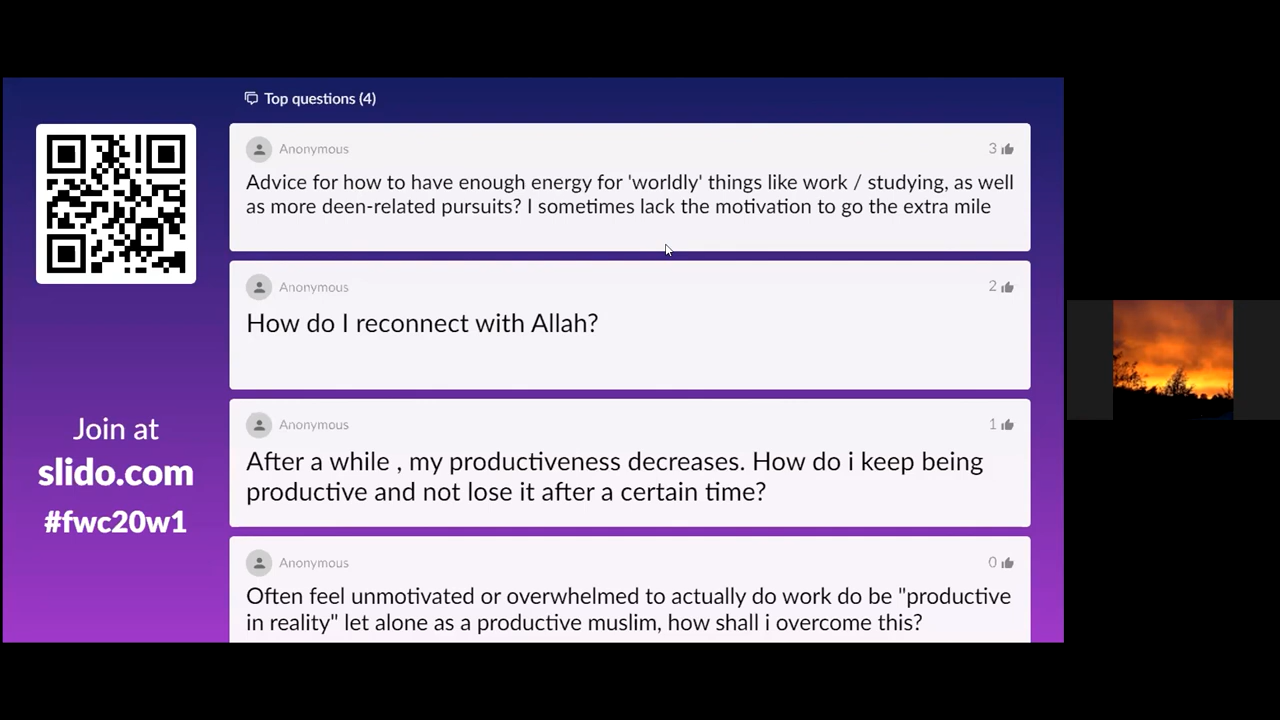 Top questions (4)
Anonymous
3
Advice for how to have enough energy for 'worldly' things like work / studying, as well
as more deen-related pursuits? I sometimes lack the motivation to go the extra mile
Anonymous
2
How do I reconnect with Allah?
Anonymous
1
After a while , my productiveness decreases. How do i keep being
productive and not lose it after a certain time?
Anonymous
0
Often feel unmotivated or overwhelmed to actually do work do be "productive
in reality" let alone as a productive muslim, how shall i overcome this?
Join at
slido.com
#fwc20w1